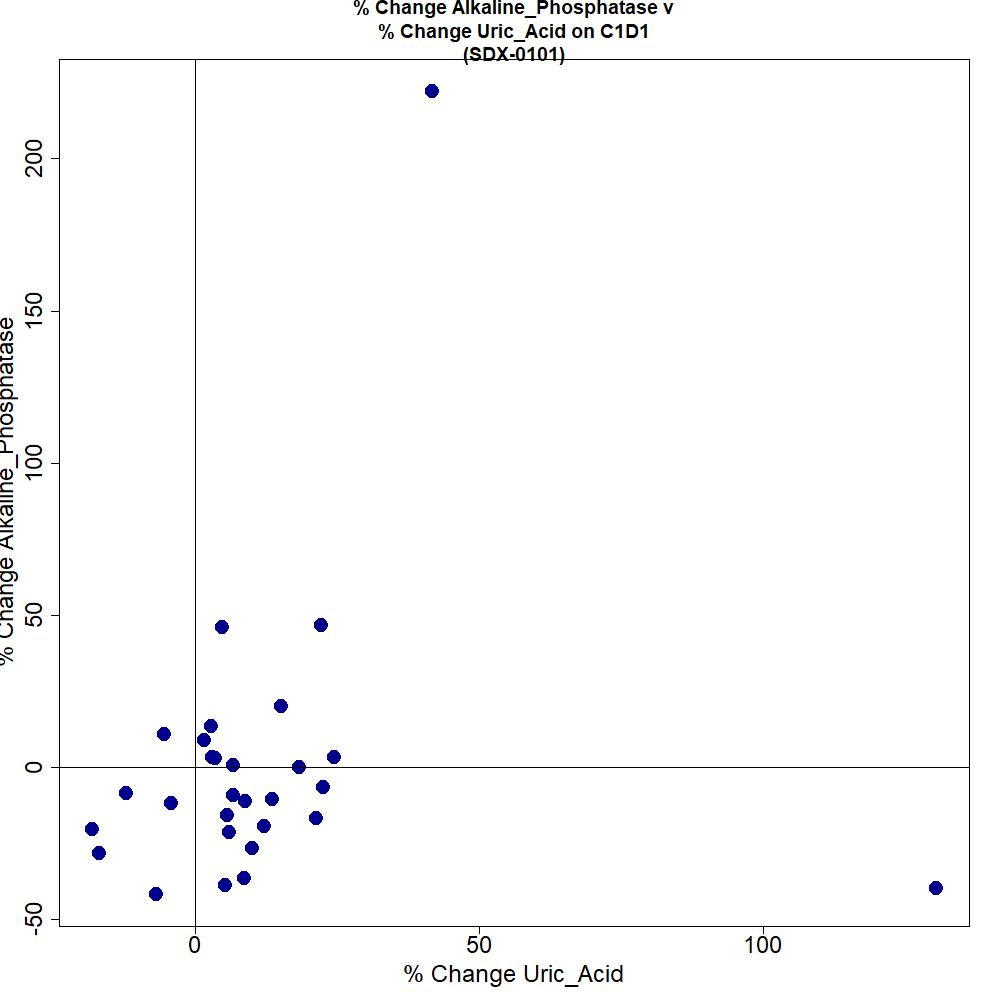 % Change Alkaline_Phosphatase v
% Change Uric_Acid on C1D1
(SDX-0101)
% Change Alkaline_Phosphatase
200
150
100
50
0
-50
0
50
100
% Change Uric_Acid